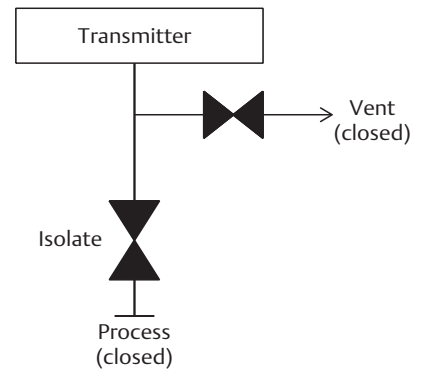 Transmitter
Vent
(closed)
Isolate
Process
(closed)